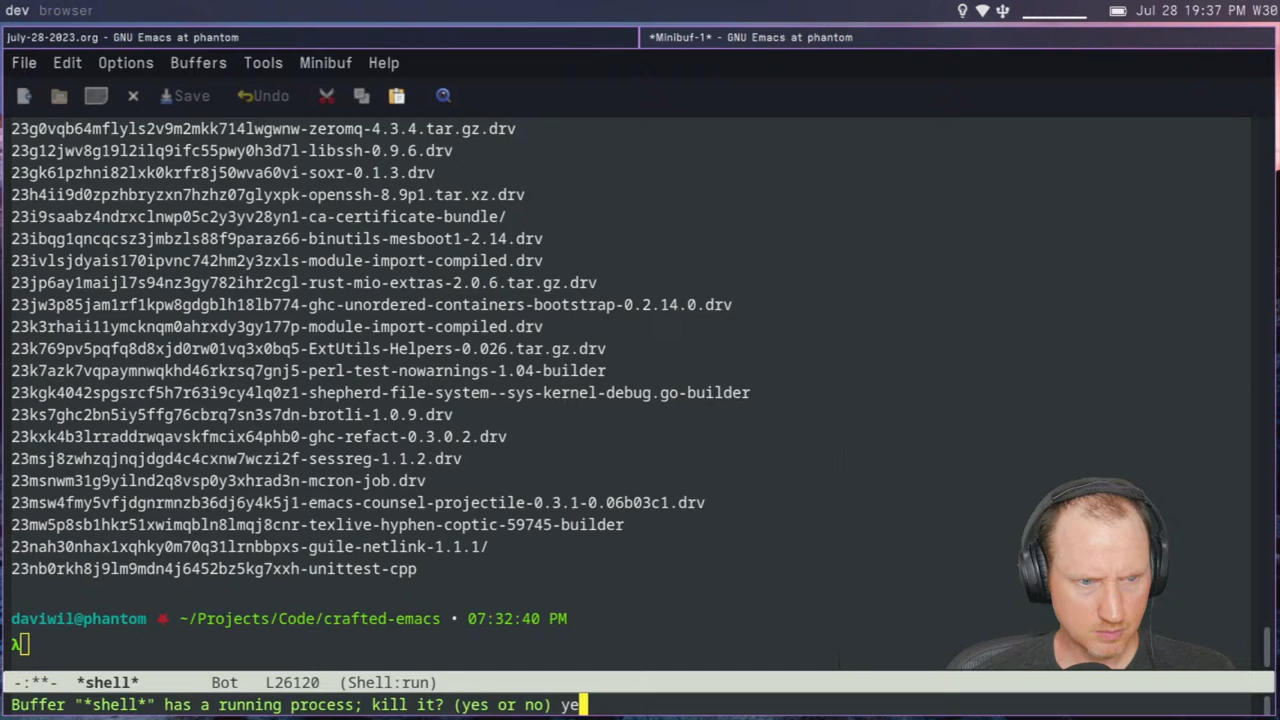 dev browser Jul 28 19:37 PM W30
july-28-2023.org - GNU Emacs at phantom *Minibuf-1* - GNU Emacs at phantom
File Edit Options Buffers Tools Minibuf Help
Save Undo
23g0vqb64mflyls2v9m2mkk714lwgwnw-zeromq-4.3.4.tar.gz.drv
23g12jwv8g19l2ilq9ifc55pwy0h3d7l-libssh-0.9.6.drv
23gk61pzhni82lxk0krfr8j50wva60vi-soxr-0.1.3.drv
23h4ii9d0zpzhbryzxn7hzhz07glyxpk-openssh-8.9p1.tar.xz.drv
23i9saabz4ndrxclnwp05c2y3yv28yn1-ca-certificate-bundle/
23ibqg1qncqcsz3jmbzls88f9paraz66-binutils-mesboot1-2.14.drv
23ivlsjdyais170ipvnc742hm2y3zxls-module-import-compiled.drv
23jp6ay1maijl7s94nz3gy782ihr2cgl-rust-mio-extras-2.0.6.tar.gz.drv
23jw3p85jam1rf1kpw8gdgblh18lb774-ghc-unordered-containers-bootstrap-0.2.14.0.drv
23k3rhaii11ymcknqm0ahrxdy3gy177p-module-import-compiled.drv
23k769pv5pqfq8d8xjd0rw01vq3x0bq5-ExtUtils-Helpers-0.026.tar.gz.drv
23k7azk7vqpaymnwqkhd46rkrsq7gnj5-perl-test-nowarnings-1.04-builder
23kgk4042spgsrcf5h7r63i9cy4lq0z1-shepherd-file-system--sys-kernel-debug.go-builder
23ks7ghc2bn5iy5ffg76cbrq7sn3s7dn-brotli-1.0.9.drv
23kxk4b3lrraddrwqavskfmcix64phb0-ghc-refact-0.3.0.2.drv
23msj8zwhzqjnqjdgd4c4cxnw7wczi2f-sessreg-1.1.2.drv
23msnwm31g9yilnd2q8vsp0y3xhrad3n-mcron-job.drv
23msw4fmy5vfjdgnrmnzb36dj6y4k5j1-emacs-counsel-projectile-0.3.1-0.06b03c1.drv
23mw5p8sb1hkr51xwimqbln8lmqj8cnr-texlive-hyphen-coptic-59745-builder
23nah30nhax1xqhky0m70q31lrnbbpxs-guile-netlink-1.1.1/
23nb0rkh8j9lm9mdn4j6452bz5kg7xxh-unittest-cpp
daviwil@phantom ~/Projects/Code/crafted-emacs • 07:32:40 PM
λ
-:**- *shell* Bot L26120 (Shell:run)
Buffer "*shell*" has a running process; kill it? (yes or no) ye